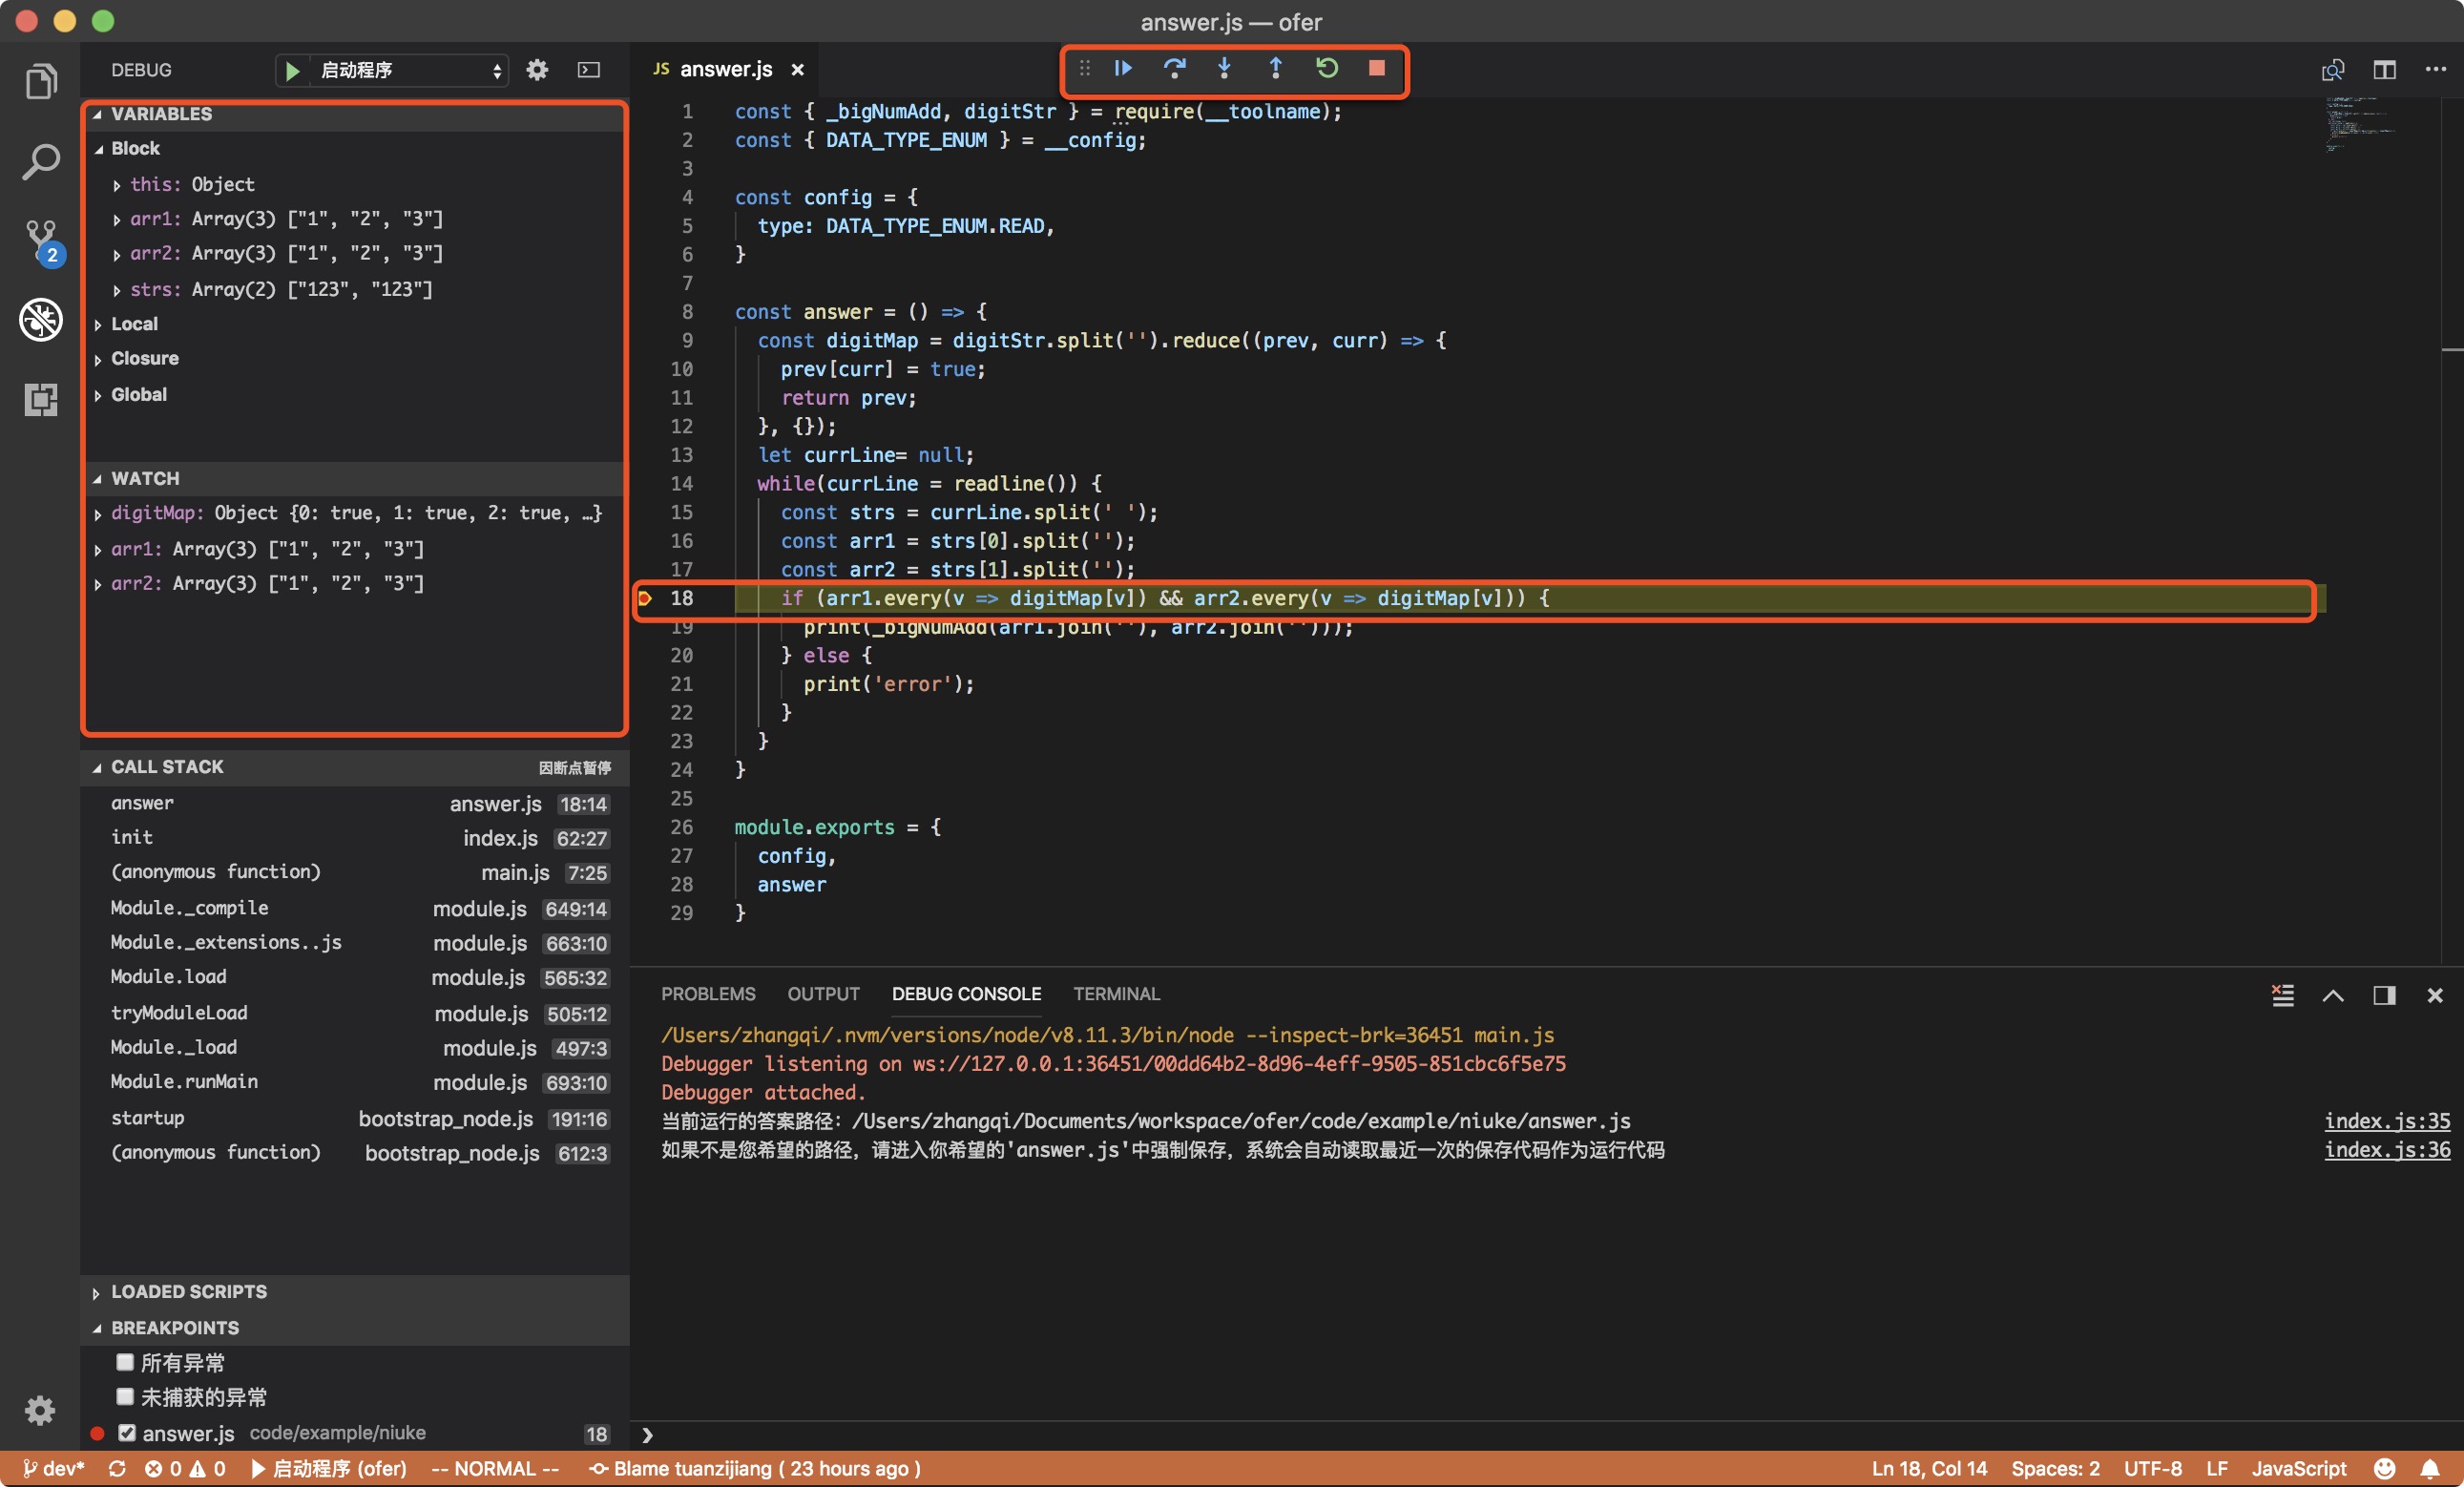 answer.js — ofer
DEBUG
启动程序
JS answer.js
VARIABLES
Block
this: Object
arr1: Array(3) ["1", "2", "3"]
arr2: Array(3) ["1", "2", "3"]
strs: Array(2) ["123", "123"]
Local
Closure
Global
WATCH
digitMap: Object {0: true, 1: true, 2: true, …}
arr1: Array(3) ["1", "2", "3"]
arr2: Array(3) ["1", "2", "3"]
CALL STACK 因断点暂停
answer answer.js 18:14
init index.js 62:27
(anonymous function) main.js 7:25
Module._compile module.js 649:14
Module._extensions..js module.js 663:10
Module.load module.js 565:32
tryModuleLoad module.js 505:12
Module._load module.js 497:3
Module.runMain module.js 693:10
startup bootstrap_node.js 191:16
(anonymous function) bootstrap_node.js 612:3
LOADED SCRIPTS
BREAKPOINTS
所有异常
未捕获的异常
answer.js code/example/niuke 18
2
1 const { _bigNumAdd, digitStr } = require(__toolname);
2 const { DATA_TYPE_ENUM } = __config;
3
4 const config = {
5 type: DATA_TYPE_ENUM.READ,
6 }
7
8 const answer = () => {
9 const digitMap = digitStr.split('').reduce((prev, curr) => {
10 prev[curr] = true;
11 return prev;
12 }, {});
13 let currLine= null;
14 while(currLine = readline()) {
15 const strs = currLine.split(' ');
16 const arr1 = strs[0].split('');
17 const arr2 = strs[1].split('');
18 if (arr1.every(v => digitMap[v]) && arr2.every(v => digitMap[v])) {
19 print(_bigNumAdd(arr1.join(''), arr2.join('')));
20 } else {
21 print('error');
22 }
23 }
24 }
25
26 module.exports = {
27 config,
28 answer
29 }
PROBLEMS OUTPUT DEBUG CONSOLE TERMINAL
/Users/zhangqi/.nvm/versions/node/v8.11.3/bin/node --inspect-brk=36451 main.js
Debugger listening on ws://127.0.0.1:36451/00dd64b2-8d96-4eff-9505-851cbc6f5e75
Debugger attached.
当前运行的答案路径：/Users/zhangqi/Documents/workspace/ofer/code/example/niuke/answer.js index.js:35
如果不是您希望的路径，请进入你希望的'answer.js'中强制保存，系统会自动读取最近一次的保存代码作为运行代码 index.js:36
dev* 0 0 启动程序 (ofer) -- NORMAL -- Blame tuanzijiang ( 23 hours ago ) Ln 18, Col 14 Spaces: 2 UTF-8 LF JavaScript